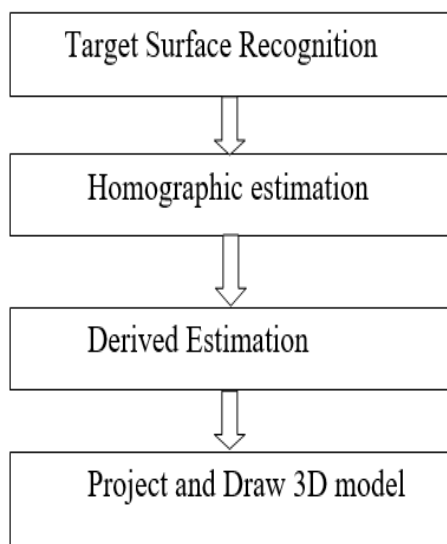 Target Surface Recognition
Homographic estimation
Derived Estimation
Project and Draw 3D model